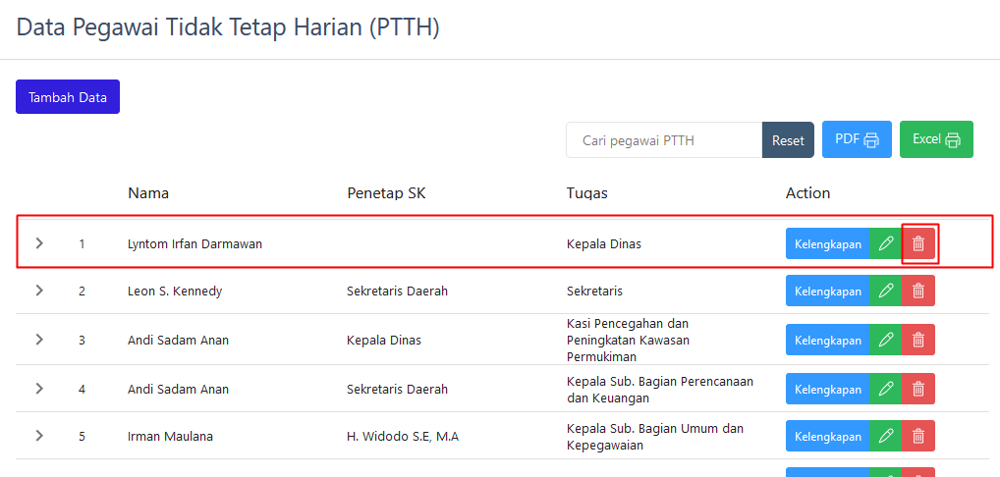 Data Pegawai Tidak Tetap Harian (PTTH)
Tambah Data
Cari pegawai PTTH Reset PDF Excel
Nama Penetap SK Tugas Action
1 Lyntom Irfan Darmawan Kepala Dinas Kelengkapan
2 Leon S. Kennedy Sekretaris Daerah Sekretaris Kelengkapan
3 Andi Sadam Anan Kepala Dinas Kasi Pencegahan dan
Peningkatan Kawasan
Permukiman Kelengkapan
4 Andi Sadam Anan Sekretaris Daerah Kepala Sub. Bagian Perencanaan
dan Keuangan Kelengkapan
5 Irman Maulana H. Widodo S.E, M.A Kepala Sub. Bagian Umum dan
Kepegawaian Kelengkapan